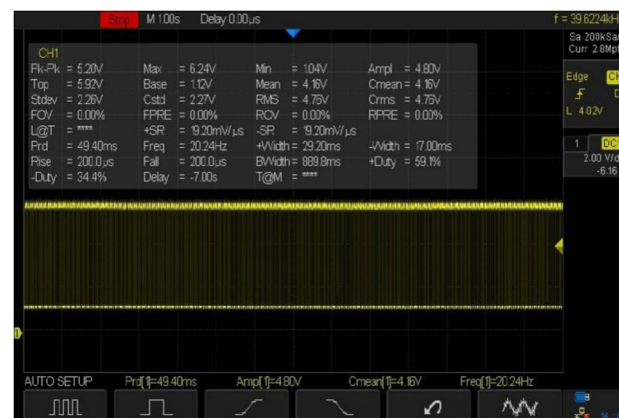 Stop M 1.00s Delay 0.00µs f = 39.6224kH
Sa 200kSa/
Curr 2.8Mpt
CH1
Pk-Pk = 5.20V Max = 6.24V Min = 1.04V Ampl = 4.80V
Top = 5.92V Base = 1.12V Mean = 4.16V Cmean = 4.16V
Stdev = 2.26V Cstd = 2.27V RMS = 4.76V Crms = 4.76V
FOV = 0.00% FPRE = 0.00% ROV = 0.00% RPRE = 0.00%
L@T = **** +SR = 19.20mV/µs -SR = 19.20mV/µs
Prd = 49.40ms Freq = 20.24Hz +Width = 29.20ms -Width = 17.00ms
Rise = 200.0µs Fall = 200.0µs BWidth = 889.8ms +Duty = 59.1%
-Duty = 34.4% Delay = -7.00s T@M = ****
Edge CH
L 4.02V
1 DC1
2.00 V/d
-6.16
1
AUTO SETUP Prd[1]=49.40ms Ampl[1]=4.80V Cmean[1]=4.16V Freq[1]=20.24Hz